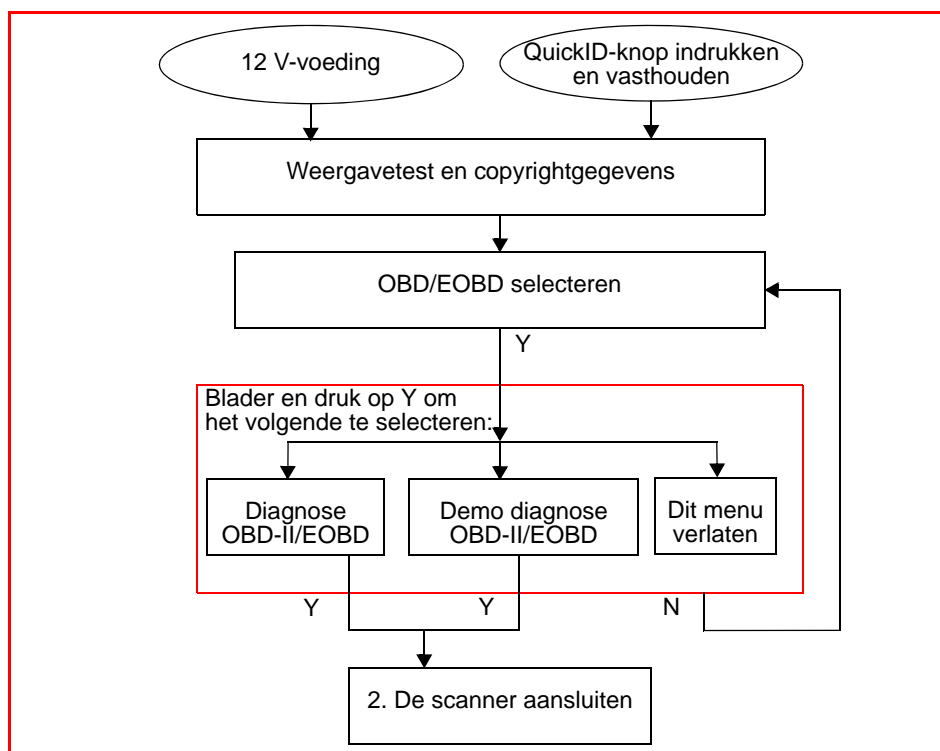 12 V-voeding
QuickID-knop indrukken
en vasthouden
Weergavetest en copyrightgegevens
OBD/EOBD selecteren
Y
Blader en druk op Y om
het volgende te selecteren:
Diagnose
OBD-II/EOBD
Demo diagnose
OBD-II/EOBD
Dit menu
verlaten
Y
Y
N
2. De scanner aansluiten